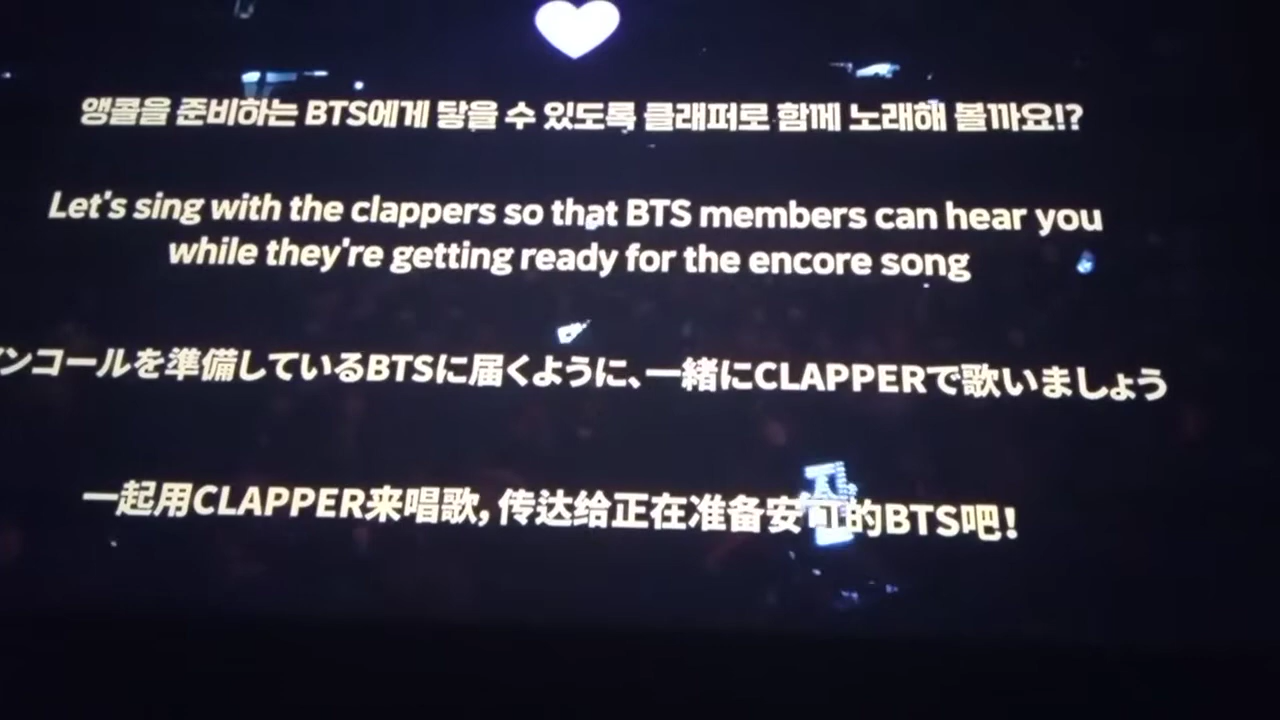 앵콜을 준비하는 BTS에게 닿을 수 있도록 클래퍼로 함께 노래해 볼까요!?
Let's sing with the clappers so that BTS members can hear you
while they're getting ready for the encore song
ンコールを準備しているBTSに届くように、一緒にCLAPPERで歌いましょう
一起用CLAPPER来唱歌，传达给正在准备安可的BTS吧！